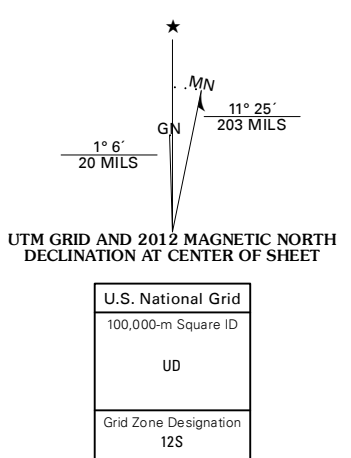 ★
MN
11° 25´
203 MILS
GN
1° 6´
20 MILS
UTM GRID AND 2012 MAGNETIC NORTH
DECLINATION AT CENTER OF SHEET
U.S. National Grid
100,000-m Square ID
UD
Grid Zone Designation
12S